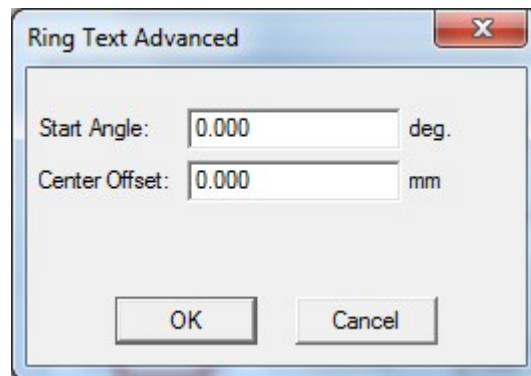 Ring Text Advanced
Start Angle: 0.000 deg.
Center Offset: 0.000 mm
OK Cancel